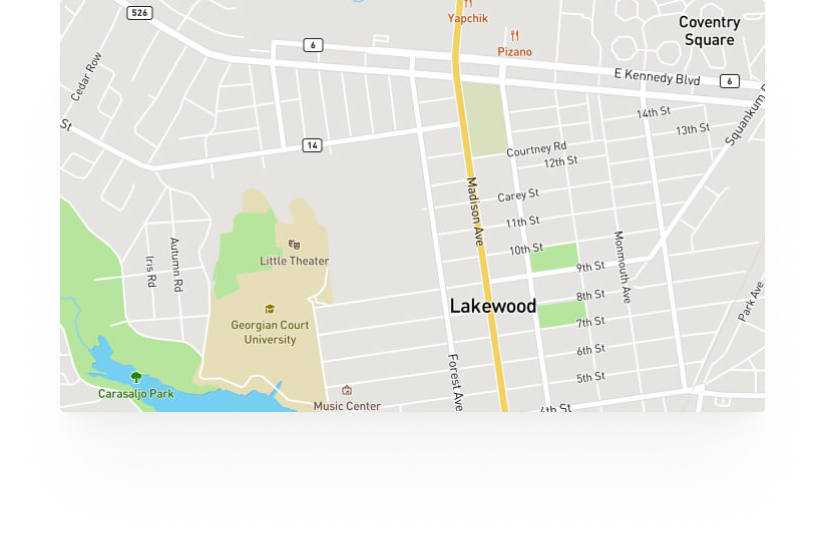 526
Yapchik
Coventry
Square
Pizano
6
Cedar Row
E Kennedy Blvd
6
14th St
Squankum
13th St
St
14
Courtney Rd
12th St
Carey St
Madison Ave
11th St
10th St
Monmouth Ave
Iris Rd
Autumn Rd
Little Theater
9th St
8th St
Park Ave
Lakewood
Georgian Court
University
7th St
6th St
Forest Ave
5th St
Carasaljo Park
Music Center
4th St